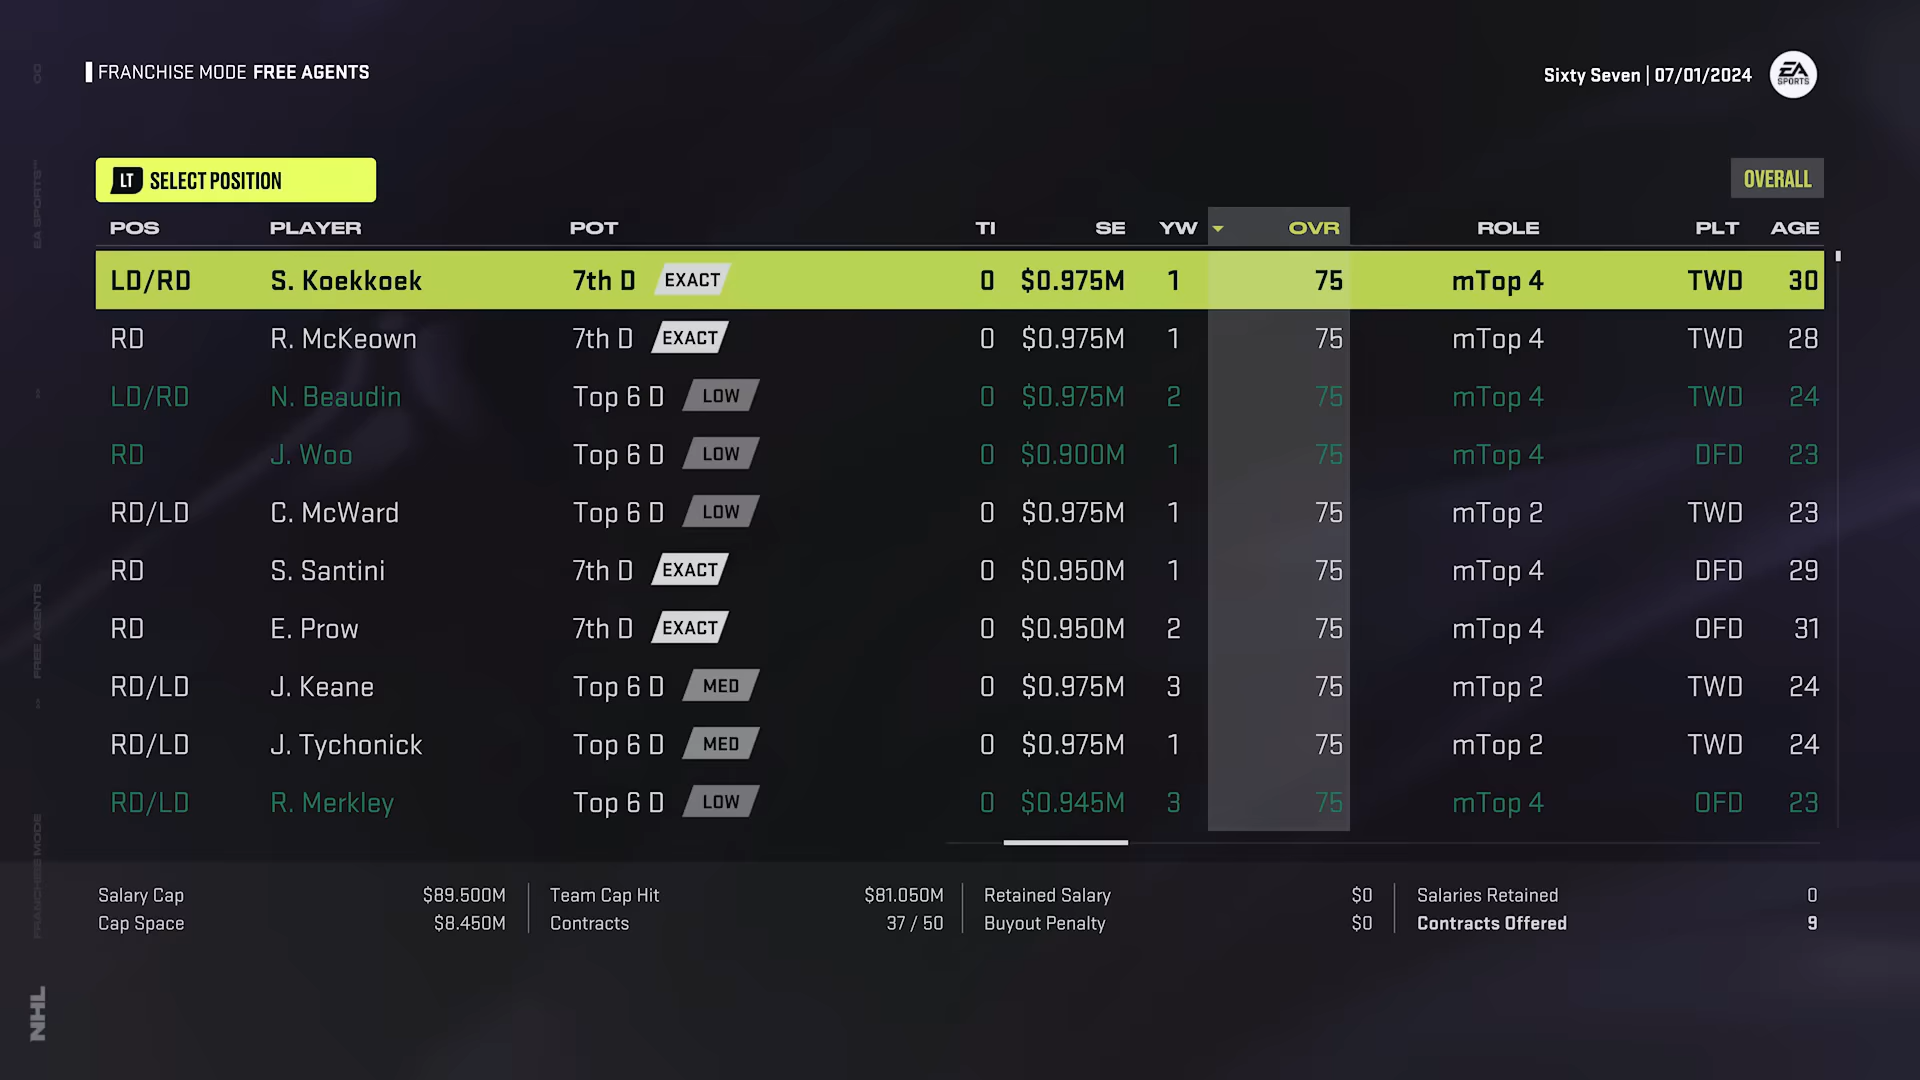 FRANCHISE MODE FREE AGENTS
Sixty Seven | 07/01/2024
EA SPORTS
LT SELECT POSITION
OVERALL
POS PLAYER POT TI SE YW OVR ROLE PLT AGE
LD/RD S. Koekkoek 7th D EXACT 0 $0.975M 1 75 mTop 4 TWD 30
RD R. McKeown 7th D EXACT 0 $0.975M 1 75 mTop 4 TWD 28
LD/RD N. Beaudin Top 6 D LOW 0 $0.975M 2 75 mTop 4 TWD 24
RD J. Woo Top 6 D LOW 0 $0.900M 1 75 mTop 4 DFD 23
RD/LD C. McWard Top 6 D LOW 0 $0.975M 1 75 mTop 2 TWD 23
RD S. Santini 7th D EXACT 0 $0.950M 1 75 mTop 4 DFD 29
RD E. Prow 7th D EXACT 0 $0.950M 2 75 mTop 4 OFD 31
RD/LD J. Keane Top 6 D MED 0 $0.975M 3 75 mTop 2 TWD 24
RD/LD J. Tychonick Top 6 D MED 0 $0.975M 1 75 mTop 2 TWD 24
RD/LD R. Merkley Top 6 D LOW 0 $0.945M 3 75 mTop 4 OFD 23
Salary Cap $89.500M Team Cap Hit $81.050M Retained Salary $0 Salaries Retained 0
Cap Space $8.450M Contracts 37 / 50 Buyout Penalty $0 Contracts Offered 9
EA SPORTS
FREE AGENTS
FRANCHISE MODE
NHL